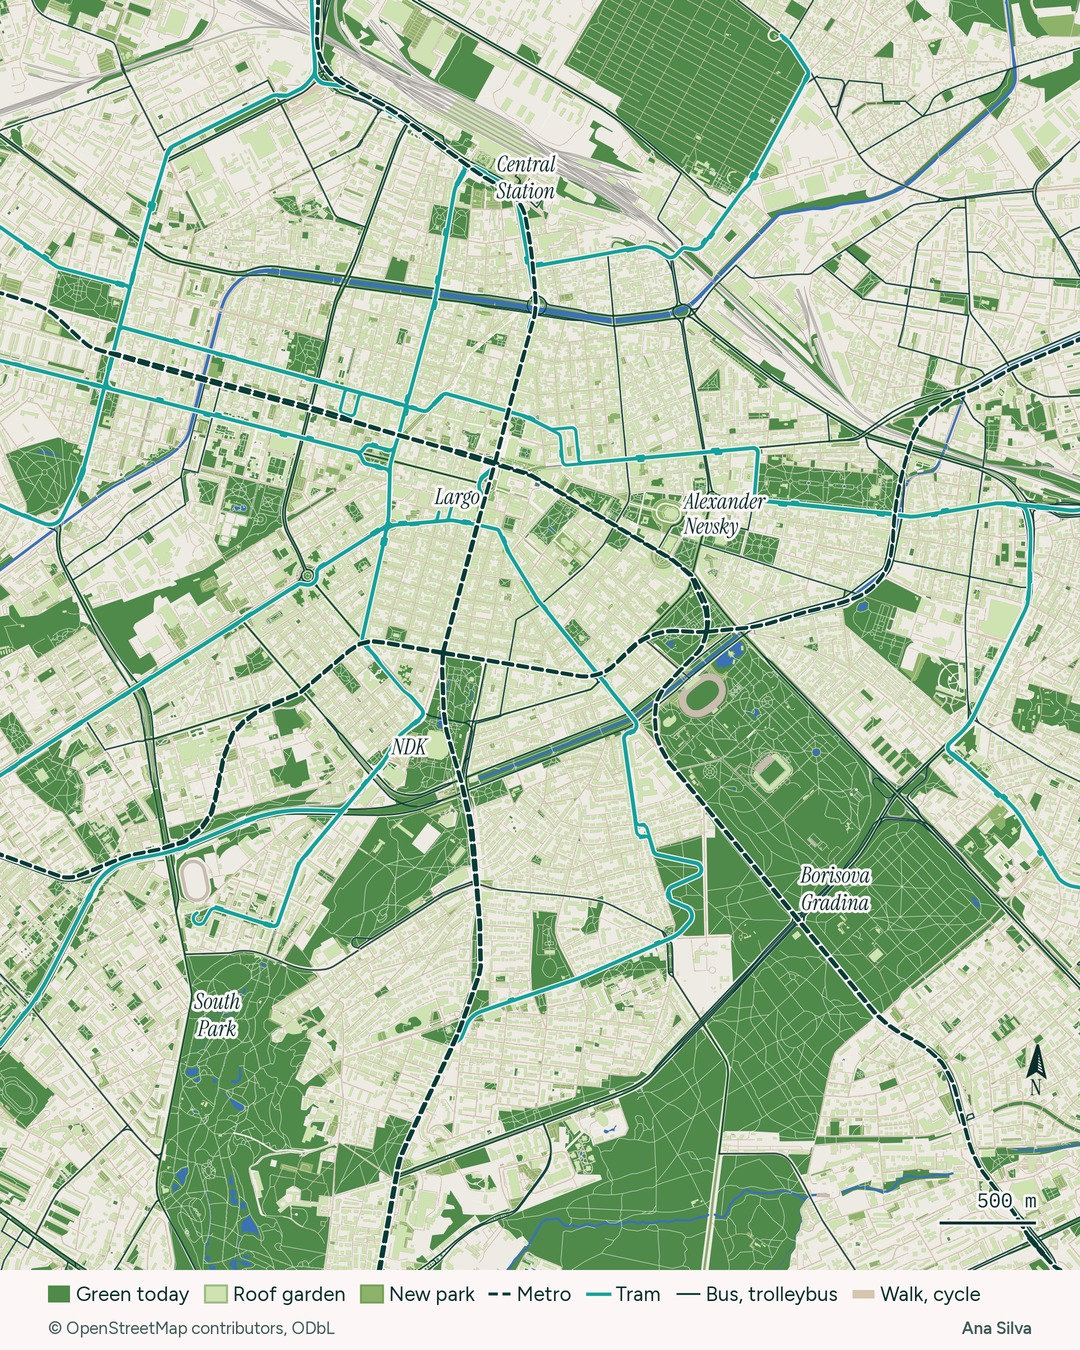 Central
Station
Largo
Alexander
Nevsky
NDK
Borisova
Gradina
South
Park
N
500 m
Green today
Roof garden
New park
Metro
Tram
Bus, trolleybus
Walk, cycle
© OpenStreetMap contributors, ODbL
Ana Silva